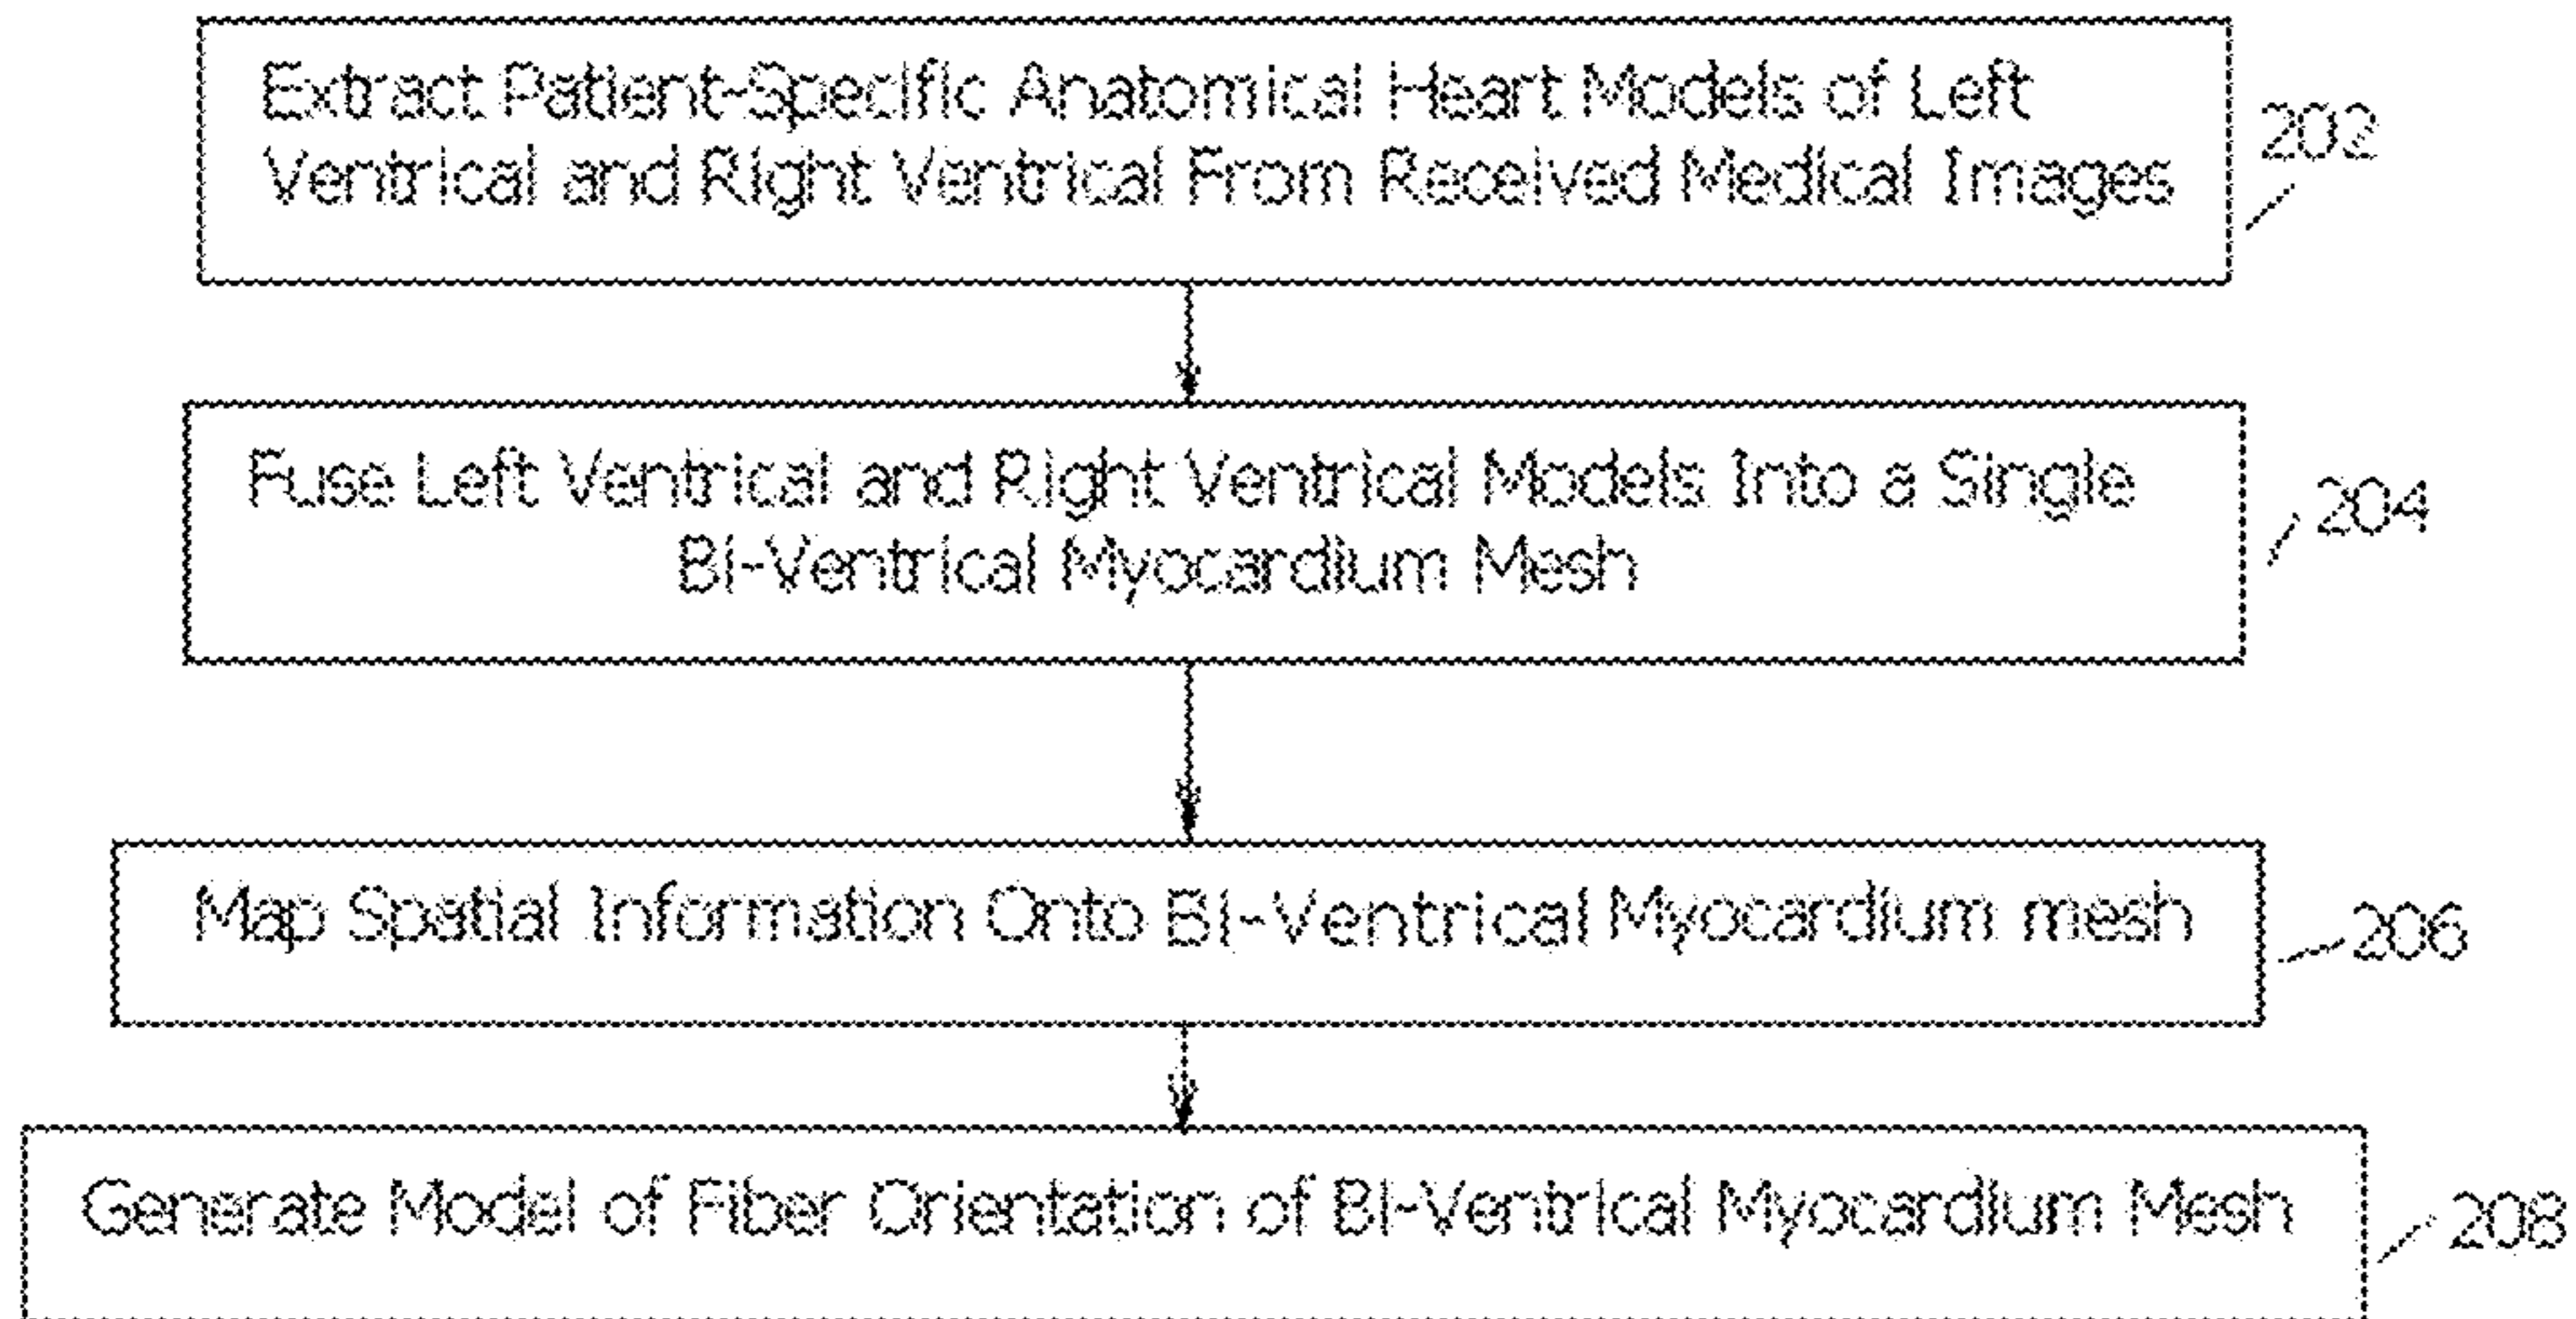 Extract Patient-Specific Anatomical Heart Models of Left
Ventrical and Right Ventrical From Received Medical Images
202
Fuse Left Ventrical and Right Ventrical Models Into a Single
Bi-Ventrical Myocardium Mesh
204
Map Spatial Information Onto Bi-Ventrical Myocardium mesh
206
Generate Model of Fiber Orientation of Bi-Ventrical Myocardium Mesh
208